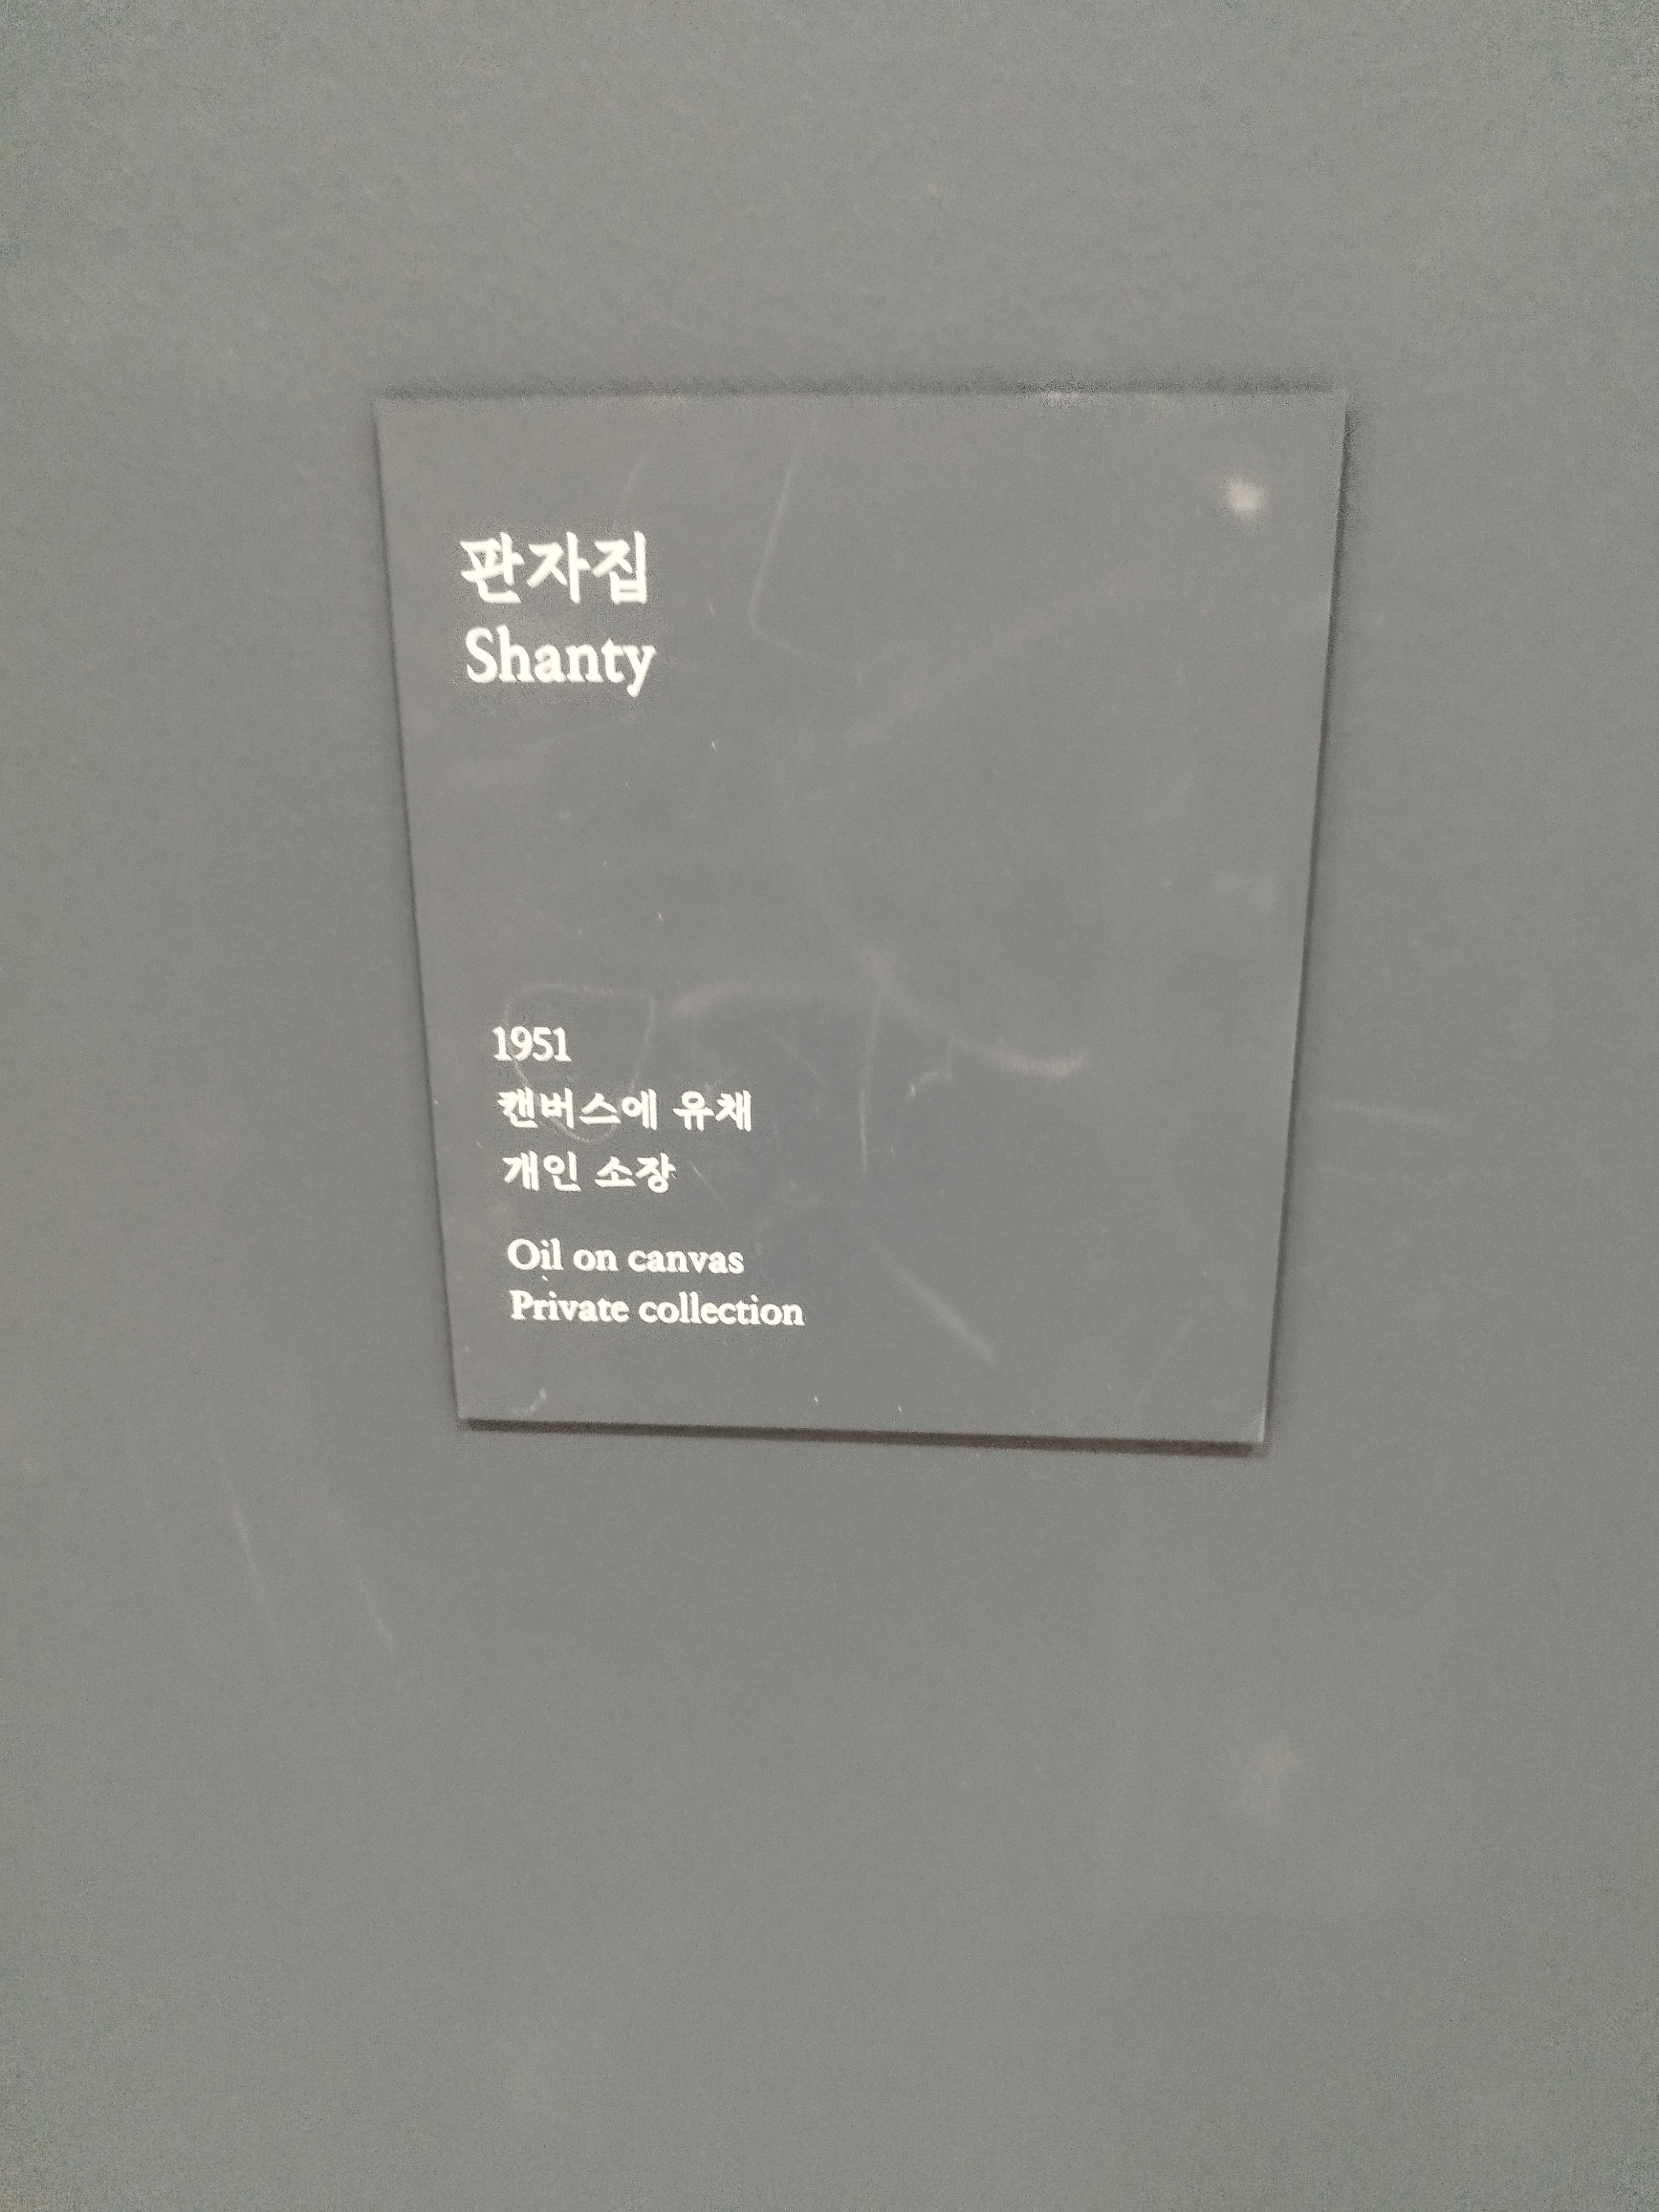 판자집
Shanty
1951
캔버스에 유채
개인 소장
Oil on canvas
Private collection